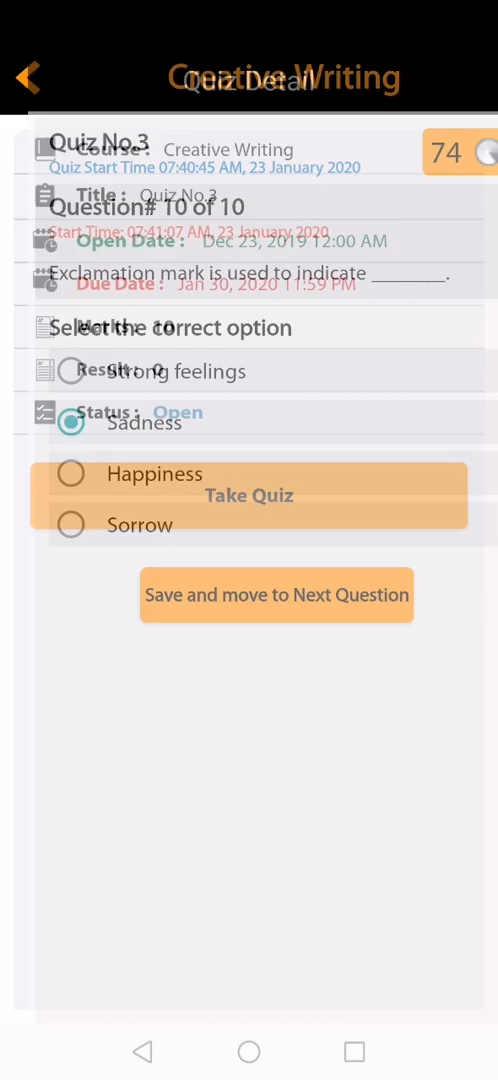 Creative Writing
Quiz Detail
Quiz No.3
Course : Creative Writing
74
Quiz Start Time 07:40:45 AM, 23 January 2020
Title : Quiz No.3
Question# 10 of 10
Start Time: 07:41:07 AM, 23 January 2020
Open Date : Dec 23, 2019 12:00 AM
Exclamation mark is used to indicate ________.
Due Date : Jan 30, 2020 11:59 PM
Select the correct option
Marks : 10
Strong feelings
Result : 0
Status : Open
Sadness
Happiness
Take Quiz
Sorrow
Save and move to Next Question